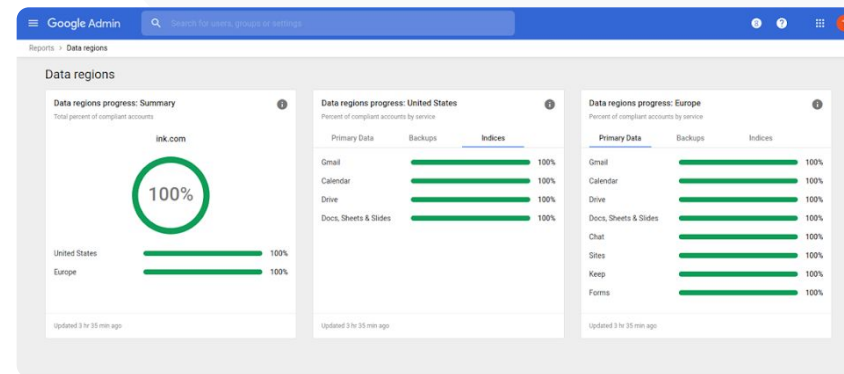 Google Admin
Search for users, groups or settings
Reports > Data regions
Data regions
Data regions progress: Summary
Total percent of compliant accounts
ink.com
100%
United States 100%
Europe 100%
Updated 3 hr 35 min ago
Data regions progress: United States
Percent of compliant accounts by service
Primary Data Backups Indices
Gmail 100%
Calendar 100%
Drive 100%
Docs, Sheets & Slides 100%
Updated 3 hr 35 min ago
Data regions progress: Europe
Percent of compliant accounts by service
Primary Data Backups Indices
Gmail 100%
Calendar 100%
Drive 100%
Docs, Sheets & Slides 100%
Chat 100%
Sites 100%
Keep 100%
Forms 100%
Updated 3 hr 35 min ago